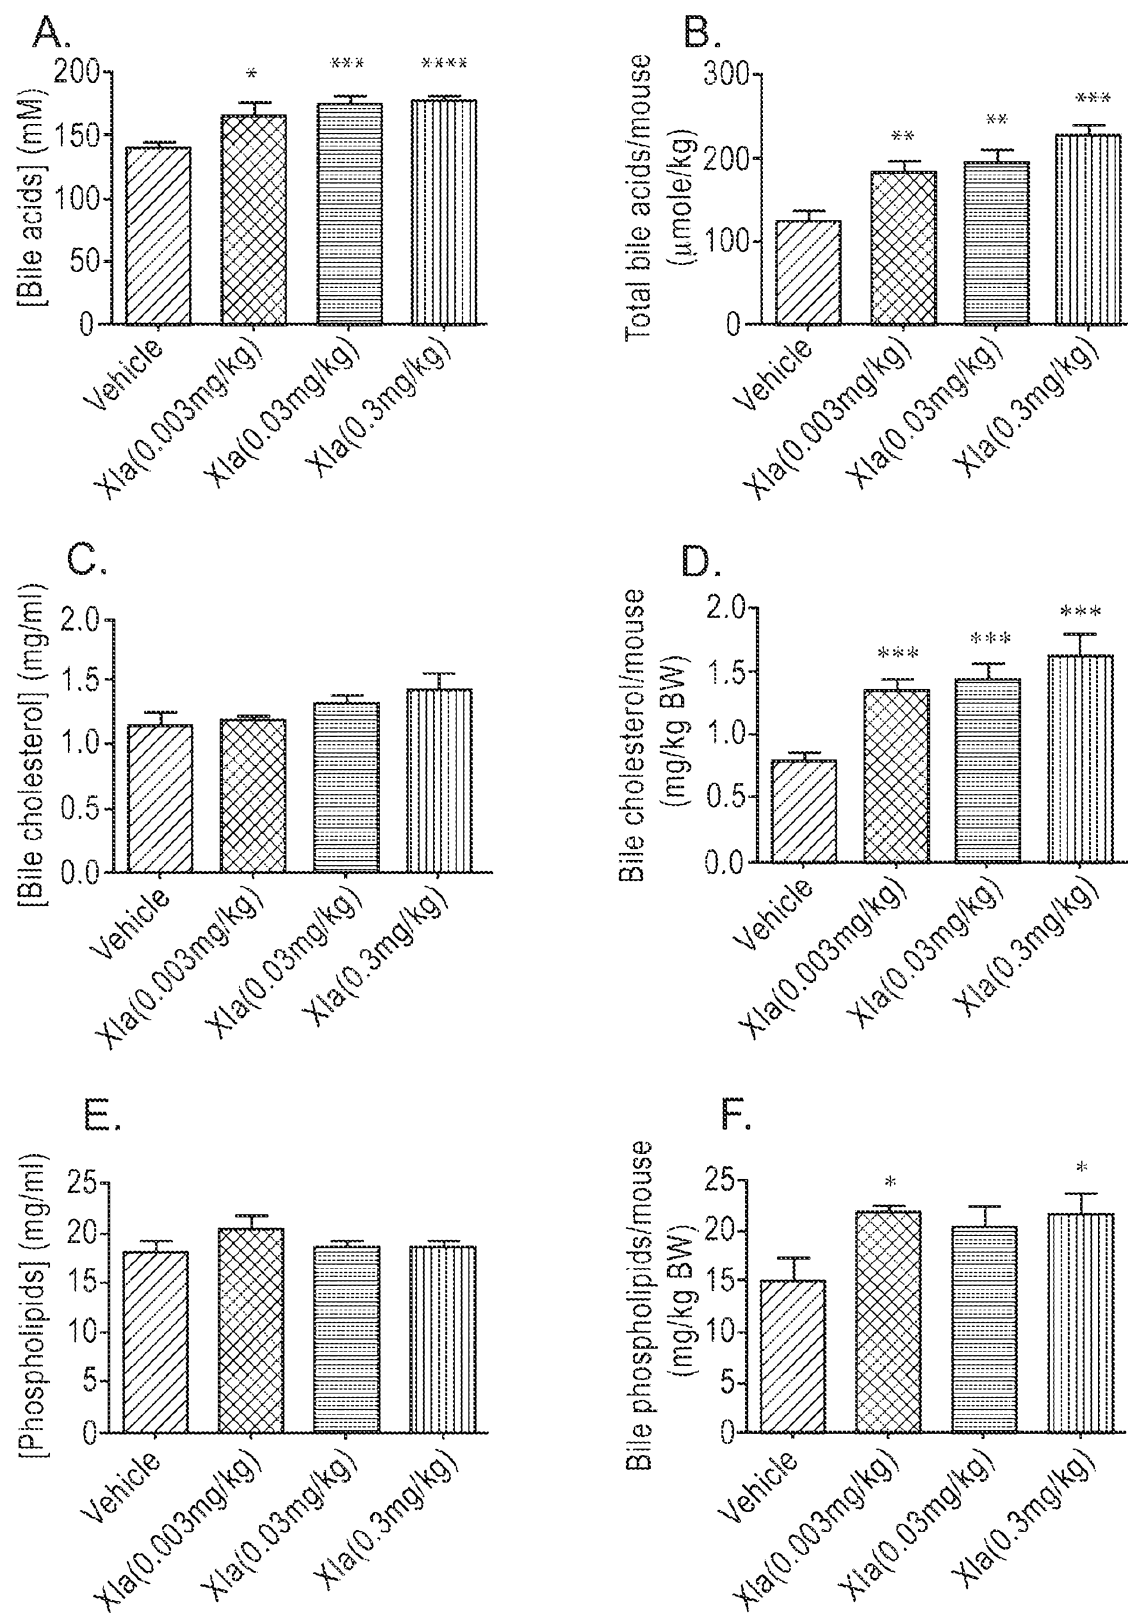 A.
[Bile acids] (mM)
200
150
100
50
0
*
***
****
Vehicle
XIa(0.003mg/kg)
XIa(0.03mg/kg)
XIa(0.3mg/kg)
B.
Total bile acids/mouse
(μmole/kg)
300
200
100
0
**
**
***
Vehicle
XIa(0.003mg/kg)
XIa(0.03mg/kg)
XIa(0.3mg/kg)
C.
[Bile cholesterol] (mg/ml)
2.0
1.5
1.0
0.5
0.0
Vehicle
XIa(0.003mg/kg)
XIa(0.03mg/kg)
XIa(0.3mg/kg)
D.
Bile cholesterol/mouse
(mg/kg BW)
2.0
1.5
1.0
0.5
0.0
***
***
***
Vehicle
XIa(0.003mg/kg)
XIa(0.03mg/kg)
XIa(0.3mg/kg)
E.
[Phospholipids] (mg/ml)
25
20
15
10
5
0
Vehicle
XIa(0.003mg/kg)
XIa(0.03mg/kg)
XIa(0.3mg/kg)
F.
Bile phospholipids/mouse
(mg/kg BW)
25
20
15
10
5
0
*
*
Vehicle
XIa(0.003mg/kg)
XIa(0.03mg/kg)
XIa(0.3mg/kg)